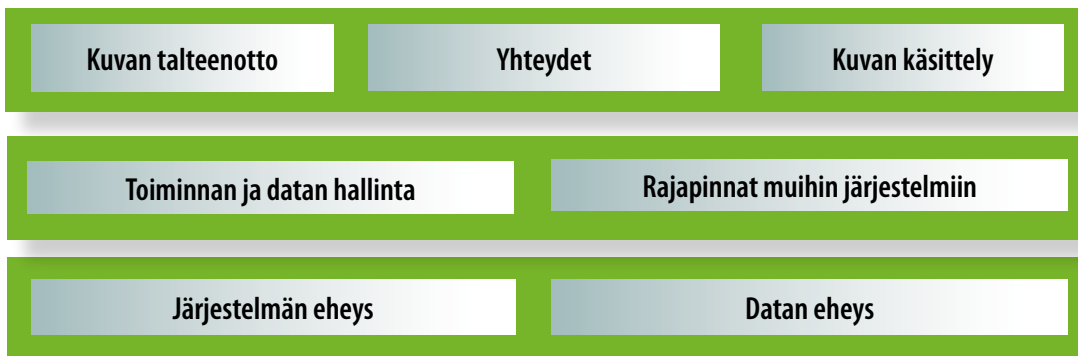 Kuvan talteenotto
Yhteydet
Kuvan käsittely
Toiminnan ja datan hallinta
Rajapinnat muihin järjestelmiin
Järjestelmän eheys
Datan eheys